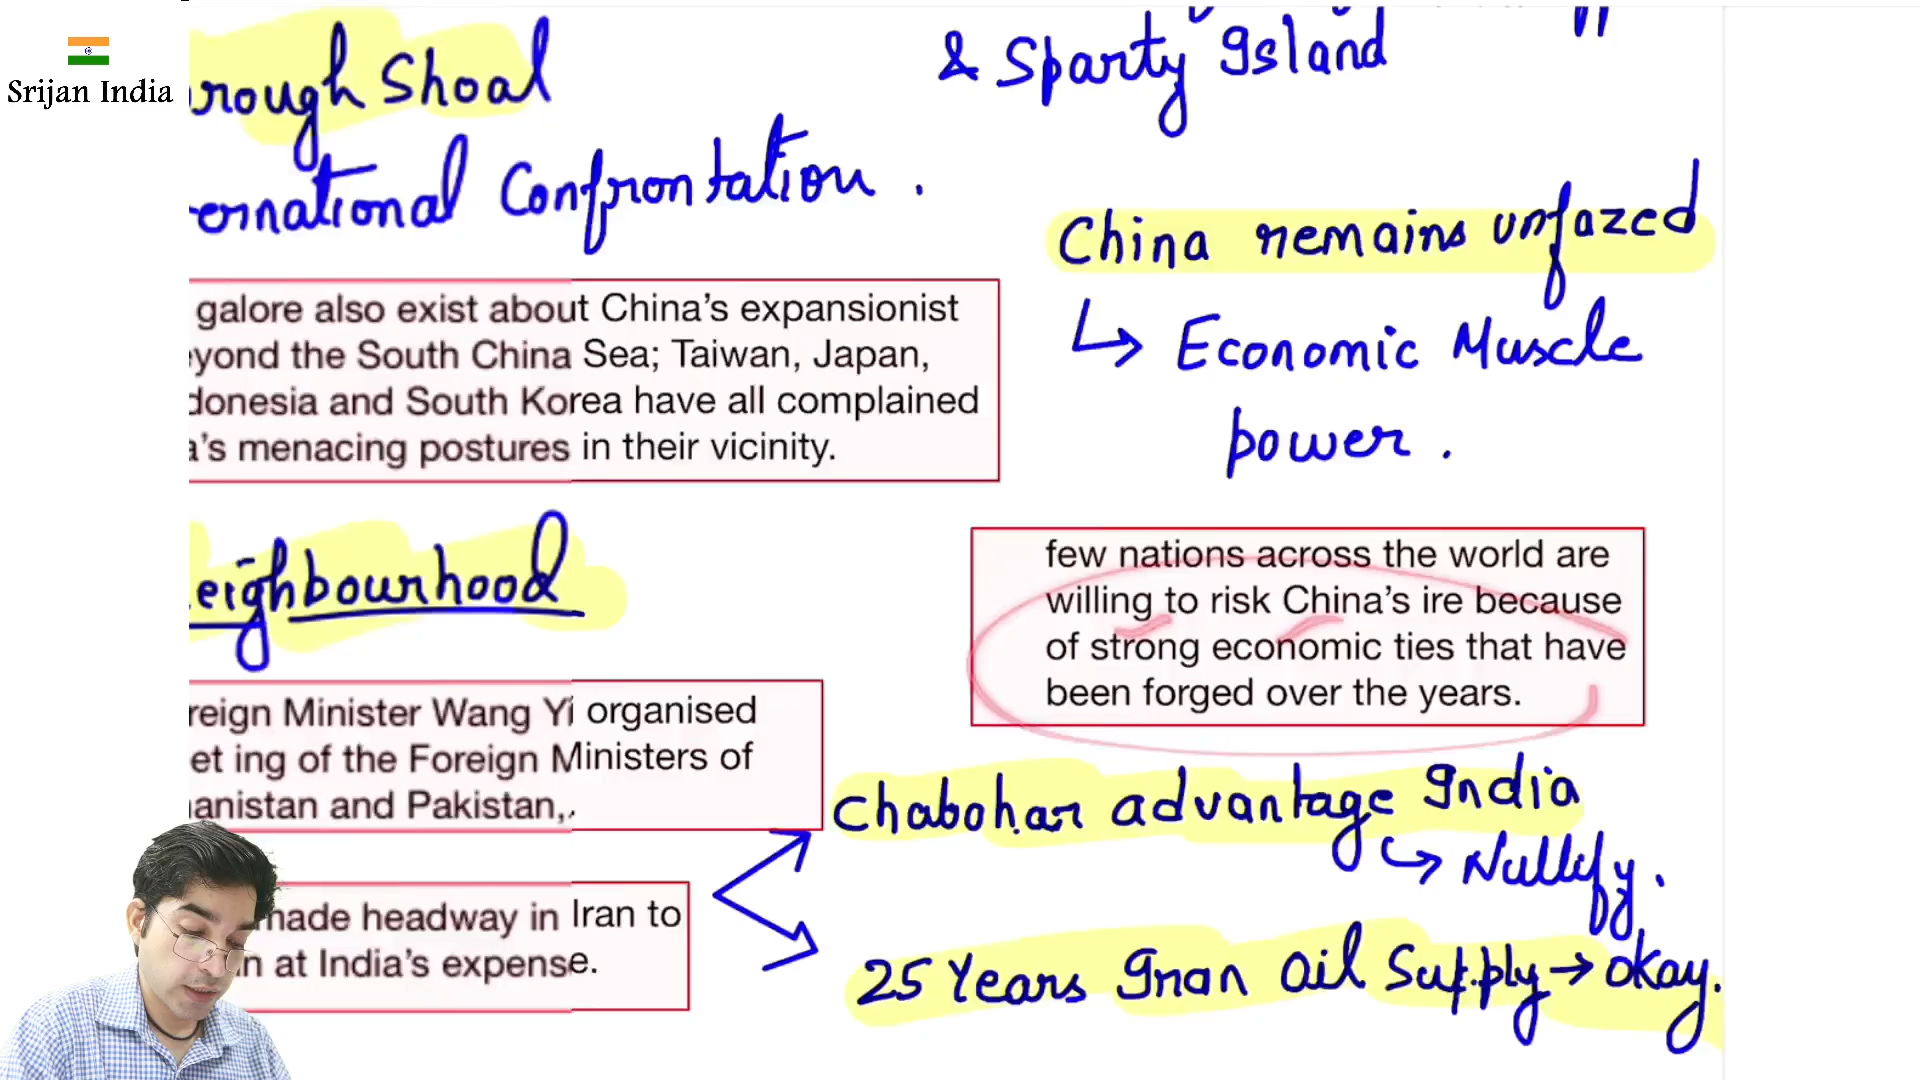 Srijan India
rough Shoal
& Sparty Island
ernational Confrontation.
China remains unfazed
↳ Economic Muscle
power.
galore also exist about China’s expansionist
yond the South China Sea; Taiwan, Japan,
donesia and South Korea have all complained
a’s menacing postures in their vicinity.
few nations across the world are
willing to risk China’s ire because
of strong economic ties that have
been forged over the years.
eighbourhood
reign Minister Wang Yi organised
et ing of the Foreign Ministers of
anistan and Pakistan,
Chabohar advantage India
↳ Nullify.
made headway in Iran to
n at India’s expense.
25 Years Iran Oil Supply → Okay.